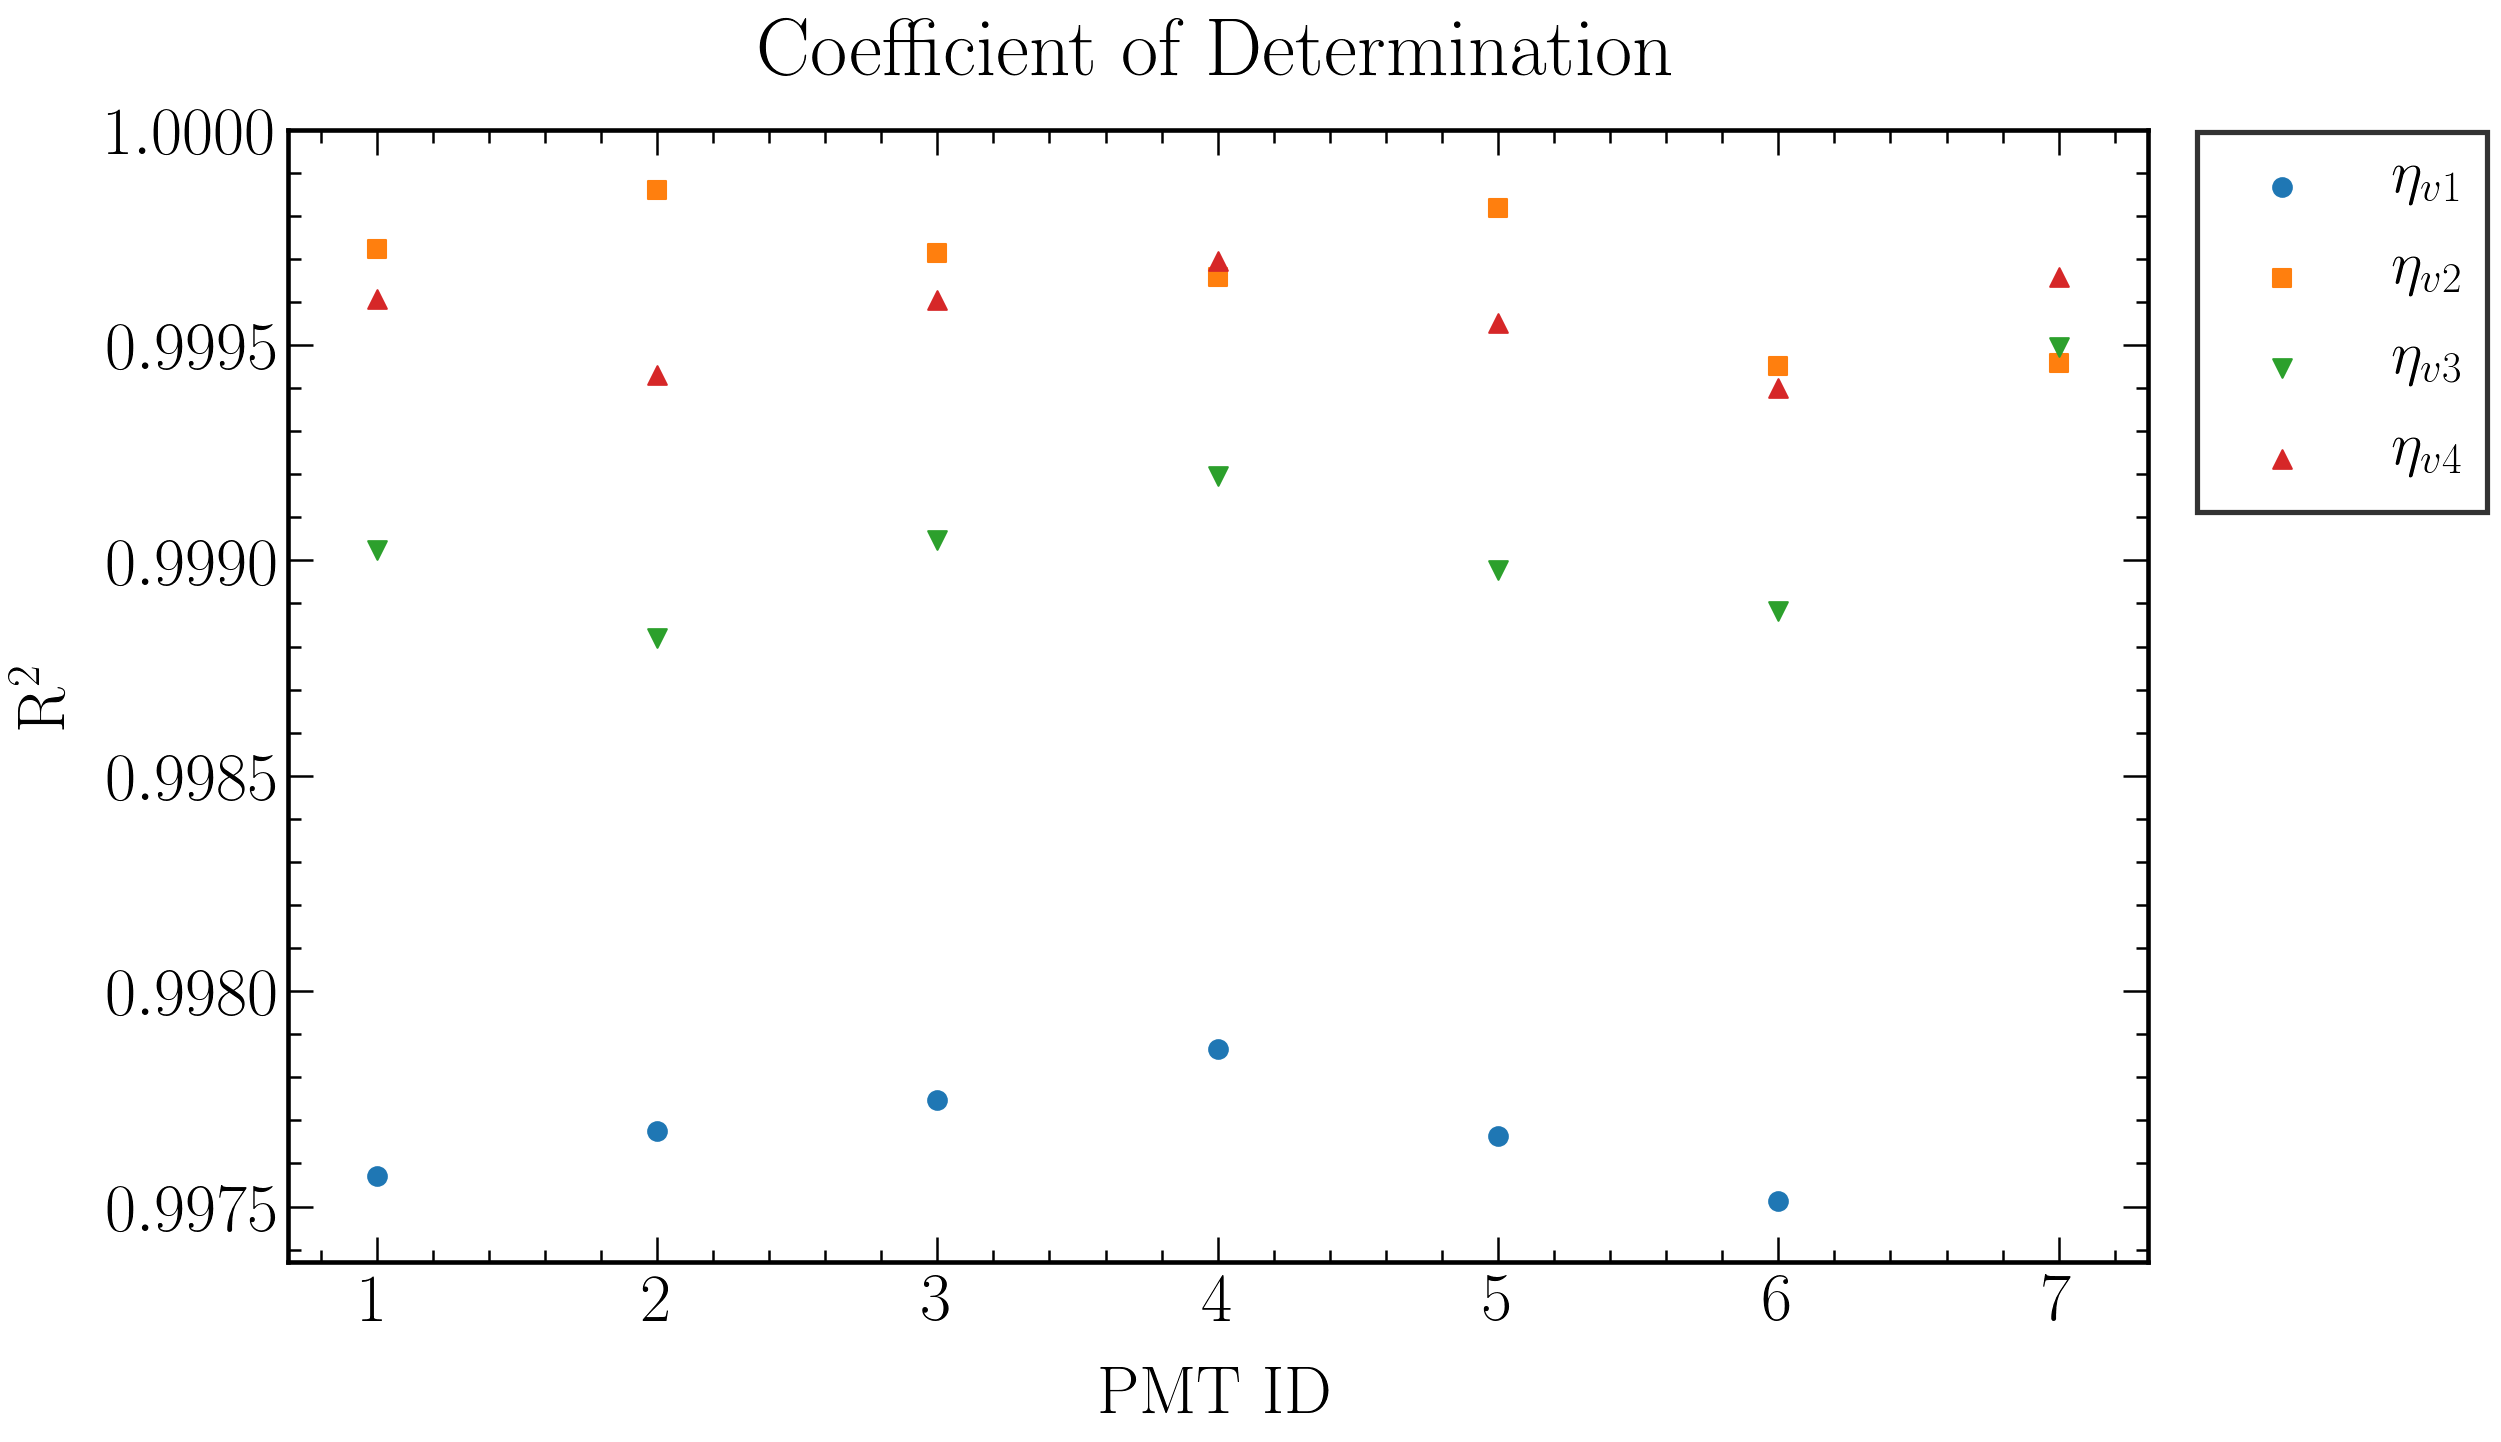 Coefficient of Determination
1.0000
0.9995
0.9990
0.9985
0.9980
0.9975
R²
1 2 3 4 5 6 7
PMT ID
ηᵥ₁
ηᵥ₂
ηᵥ₃
ηᵥ₄